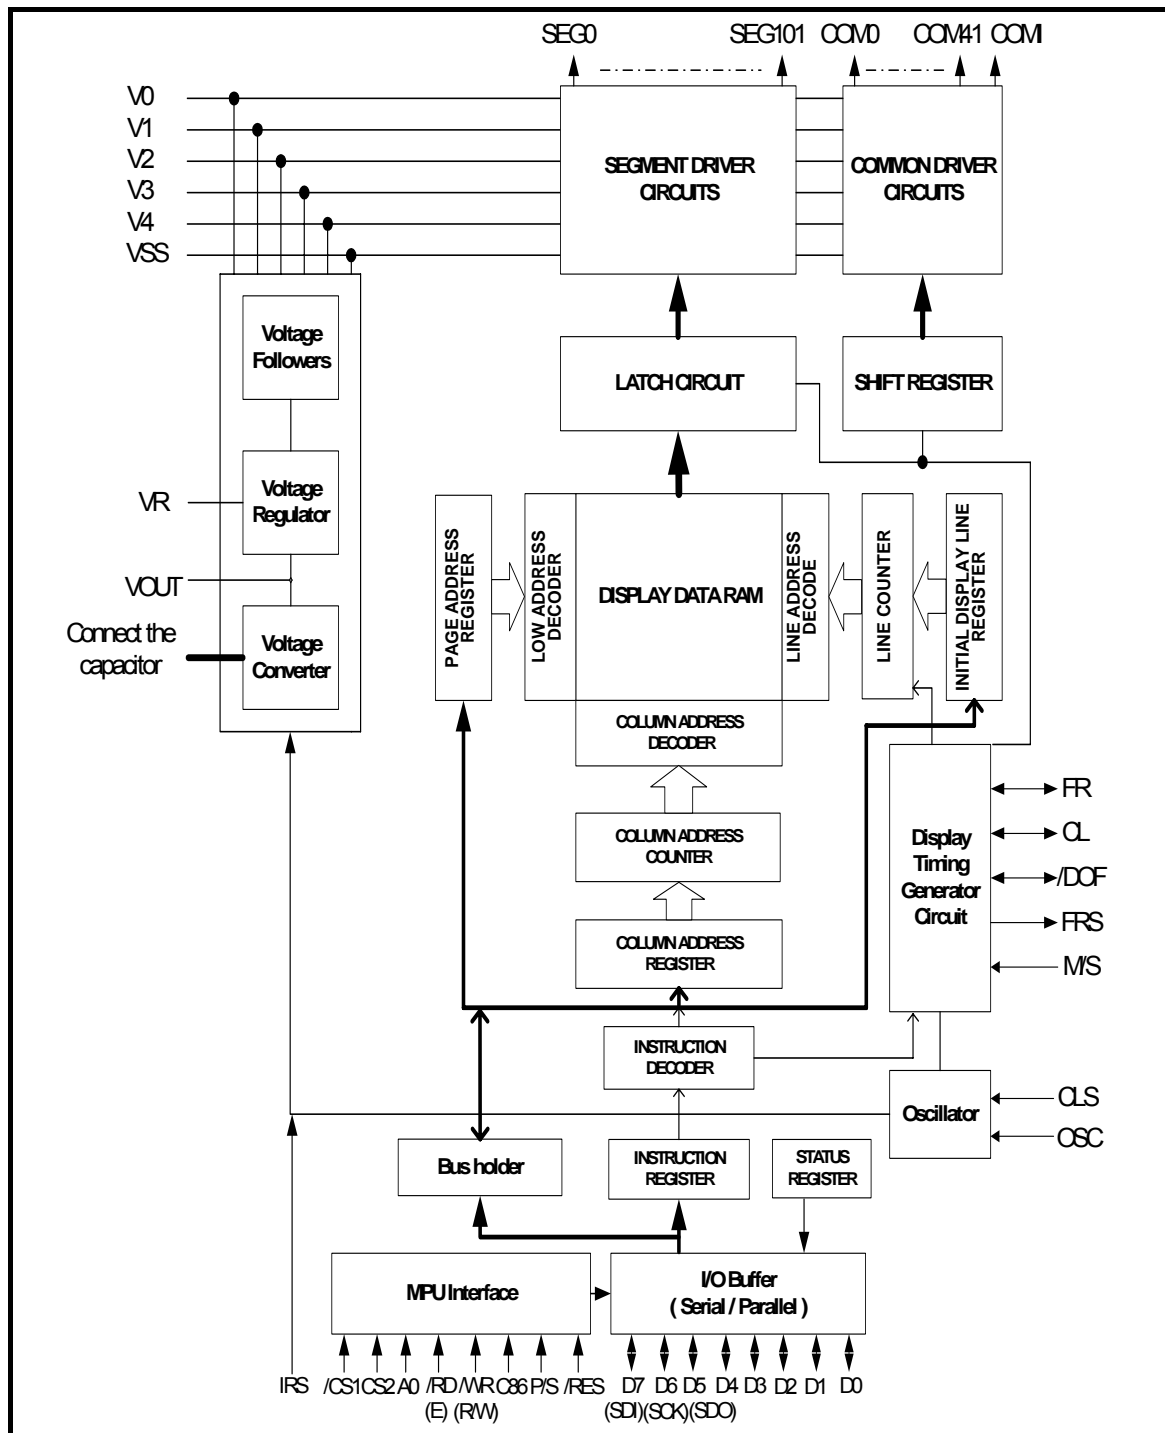 SEG0 SEG101 COM0 COM41 COMI
V0
V1
V2
V3
V4
VSS
SEGMENT DRIVER
CIRCUITS
COMMON DRIVER
CIRCUITS
Voltage
Followers
LATCH CIRCUIT
SHIFT REGISTER
VR
Voltage
Regulator
VOUT
Connect the
capacitor
Voltage
Converter
PAGE ADDRESS
REGISTER
LOW ADDRESS
DECODER
DISPLAY DATA RAM
LINE ADDRESS
DECODE
LINE COUNTER
INITIAL DISPLAY LINE
REGISTER
COLUMN ADDRESS
DECODER
COLUMN ADDRESS
COUNTER
COLUMN ADDRESS
REGISTER
Display
Timing
Generator
Circuit
FR
CL
/DOF
FRS
M/S
INSTRUCTION
DECODER
Oscillator
CLS
OSC
Bus holder
INSTRUCTION
REGISTER
STATUS
REGISTER
MPU Interface
I/O Buffer
( Serial / Parallel )
IRS /CS1 CS2 A0 /RD /WR C86 P/S /RES D7 D6 D5 D4 D3 D2 D1 D0
(E) (R/W) (SDI) (SCK) (SDO)